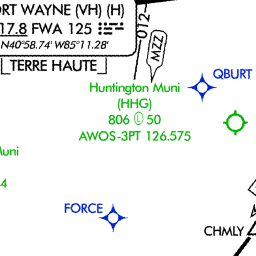 ORT WAYNE (VH) (H)
17.8 FWA 125
N40°58.74' W85°11.28'
012
MZZ
TERRE HAUTE
QBURT
Huntington Muni
(HHG)
806 50
AWOS-3PT 126.575
Muni
4
FORCE
CHMLY